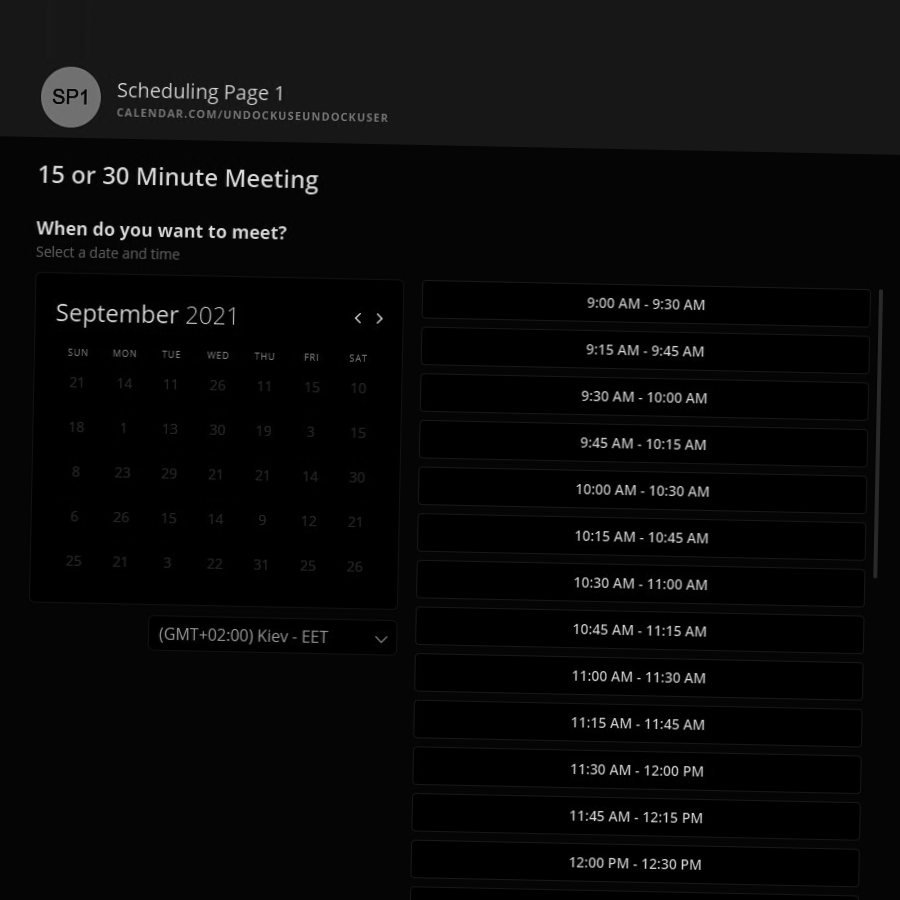 SP1
Scheduling Page 1
CALENDAR.COM/UNDOCKUSEUNDOCKUSER
15 or 30 Minute Meeting
When do you want to meet?
Select a date and time
September 2021
SUN MON TUE WED THU FRI SAT
21 14 11 26 11 15 10
18 1 13 30 19 3 15
8 23 29 21 21 14 30
6 26 15 14 9 12 21
25 21 3 22 31 25 26
(GMT+02:00) Kiev - EET
9:00 AM - 9:30 AM
9:15 AM - 9:45 AM
9:30 AM - 10:00 AM
9:45 AM - 10:15 AM
10:00 AM - 10:30 AM
10:15 AM - 10:45 AM
10:30 AM - 11:00 AM
10:45 AM - 11:15 AM
11:00 AM - 11:30 AM
11:15 AM - 11:45 AM
11:30 AM - 12:00 PM
11:45 AM - 12:15 PM
12:00 PM - 12:30 PM